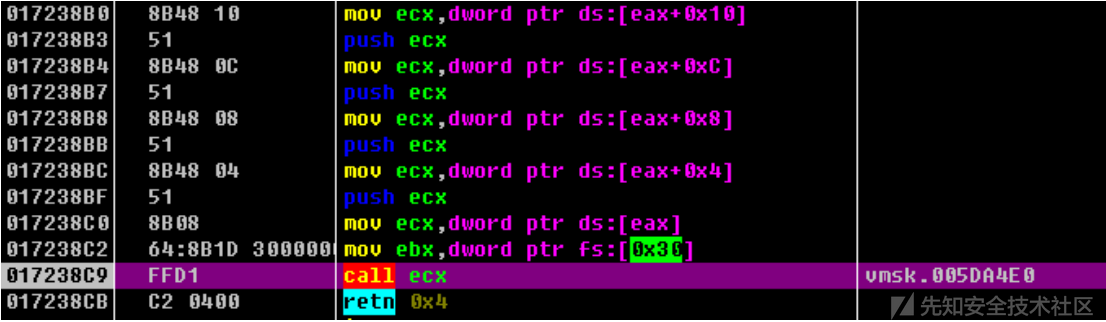 017238B0 8B48 10 mov ecx,dword ptr ds:[eax+0x10]
017238B3 51 push ecx
017238B4 8B48 0C mov ecx,dword ptr ds:[eax+0xC]
017238B7 51 push ecx
017238B8 8B48 08 mov ecx,dword ptr ds:[eax+0x8]
017238BB 51 push ecx
017238BC 8B48 04 mov ecx,dword ptr ds:[eax+0x4]
017238BF 51 push ecx
017238C0 8B08 mov ecx,dword ptr ds:[eax]
017238C2 64:8B1D 300000 mov ebx,dword ptr fs:[0x30]
017238C9 FFD1 call ecx vmsk.005DA4E0
017238CB C2 0400 retn 0x4
先知安全技术社区